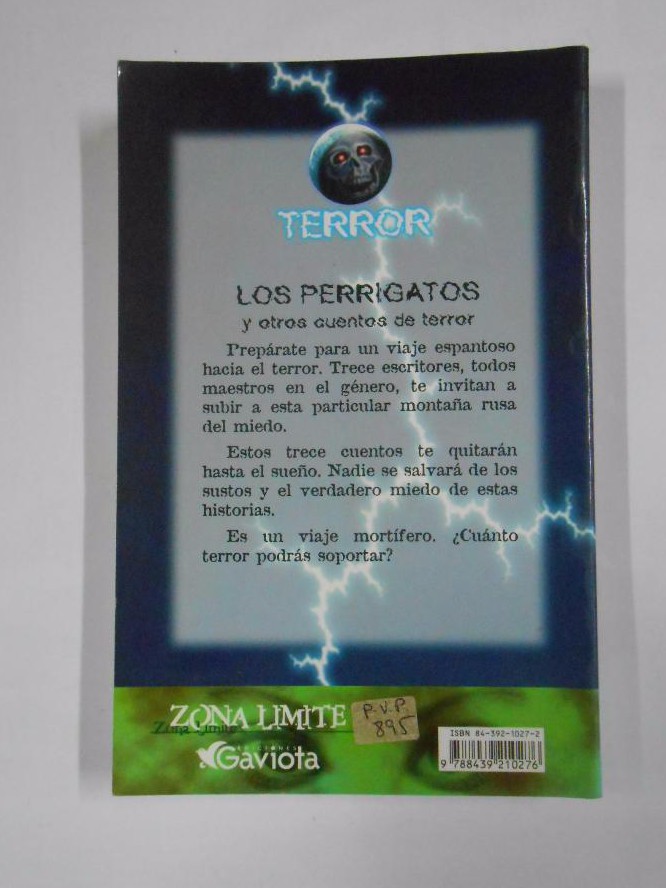 TERROR
LOS PERRIGATOS
y otros cuentos de terror
Prepárate para un viaje espantoso
hacia el terror. Trece escritores, todos
maestros en el género, te invitan a
subir a esta particular montaña rusa
del miedo.
Estos trece cuentos te quitarán
hasta el sueño. Nadie se salvará de los
sustos y el verdadero miedo de estas
historias.
Es un viaje mortífero. ¿Cuánto
terror podrás soportar?
ZONA LIMITE
Zona Límite
EDICIONES
Gaviota
P.V.P.
895
ISBN 84-392-1027-2
9 788439 210276